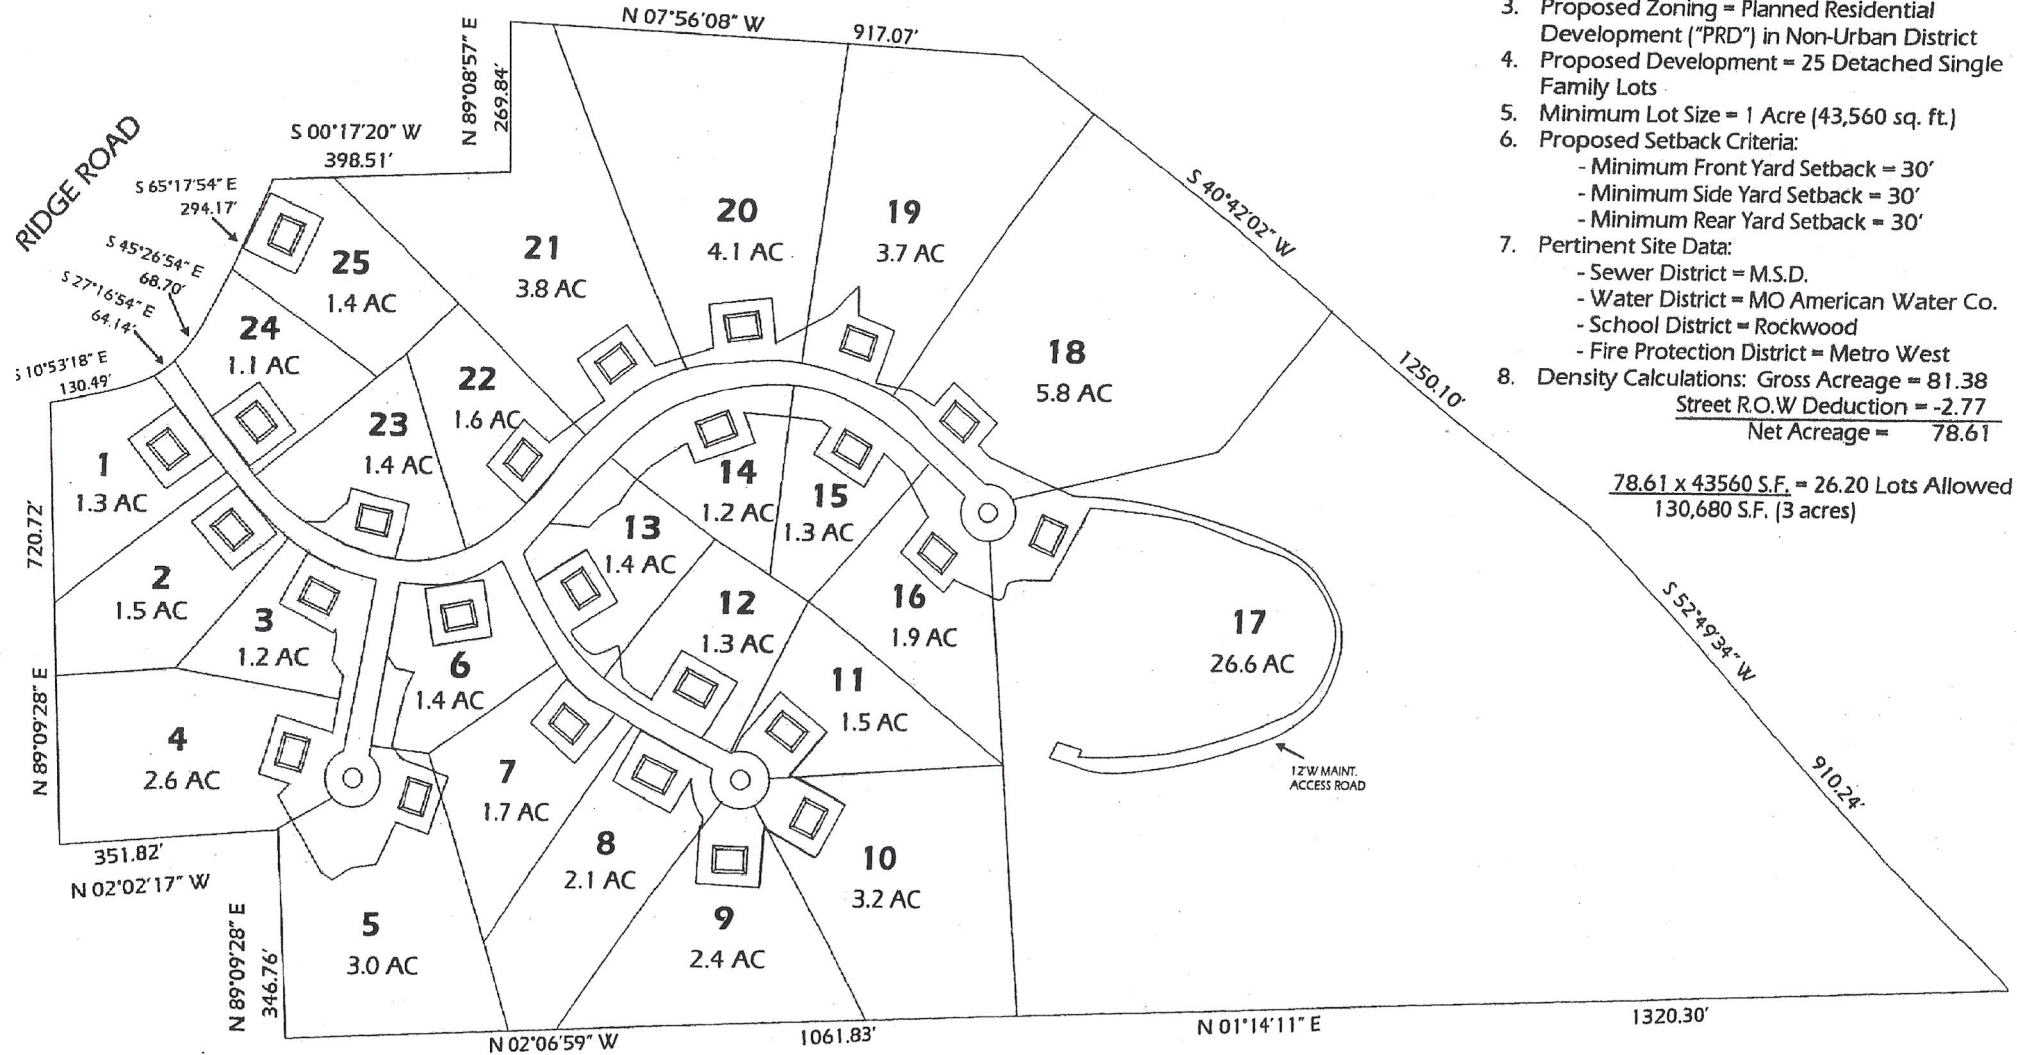 N 07°56'08" W
917.07'
N 89°08'57" E
269.84'
S 00°17'20" W
398.51'
RIDGE ROAD
S 65°17'54" E
294.17'
S 45°26'54" E
68.70'
S 27°16'54" E
64.14'
S 10°53'18" E
130.49'
720.72'
N 89°09'28" E
351.82'
N 02°02'17" W
N 89°09'28" E
346.76'
N 02°06'59" W
1061.83'
N 01°14'11" E
1320.30'
S 40°42'02" W
1250.10'
S 52°49'34" W
910.24'
25
1.4 AC
24
1.1 AC
21
3.8 AC
20
4.1 AC
19
3.7 AC
18
5.8 AC
22
1.6 AC
23
1.4 AC
1
1.3 AC
2
1.5 AC
3
1.2 AC
4
2.6 AC
5
3.0 AC
6
1.4 AC
7
1.7 AC
8
2.1 AC
9
2.4 AC
10
3.2 AC
11
1.5 AC
12
1.3 AC
13
1.4 AC
14
1.2 AC
15
1.3 AC
16
1.9 AC
17
26.6 AC
12'W MAINT.
ACCESS ROAD
3. Proposed Zoning = Planned Residential
Development ("PRD") in Non-Urban District
4. Proposed Development = 25 Detached Single
Family Lots
5. Minimum Lot Size = 1 Acre (43,560 sq. ft.)
6. Proposed Setback Criteria:
- Minimum Front Yard Setback = 30'
- Minimum Side Yard Setback = 30'
- Minimum Rear Yard Setback = 30'
7. Pertinent Site Data:
- Sewer District = M.S.D.
- Water District = MO American Water Co.
- School District = Rockwood
- Fire Protection District = Metro West
8. Density Calculations: Gross Acreage = 81.38
Street R.O.W Deduction = -2.77
Net Acreage = 78.61
78.61 x 43560 S.F. = 26.20 Lots Allowed
130,680 S.F. (3 acres)